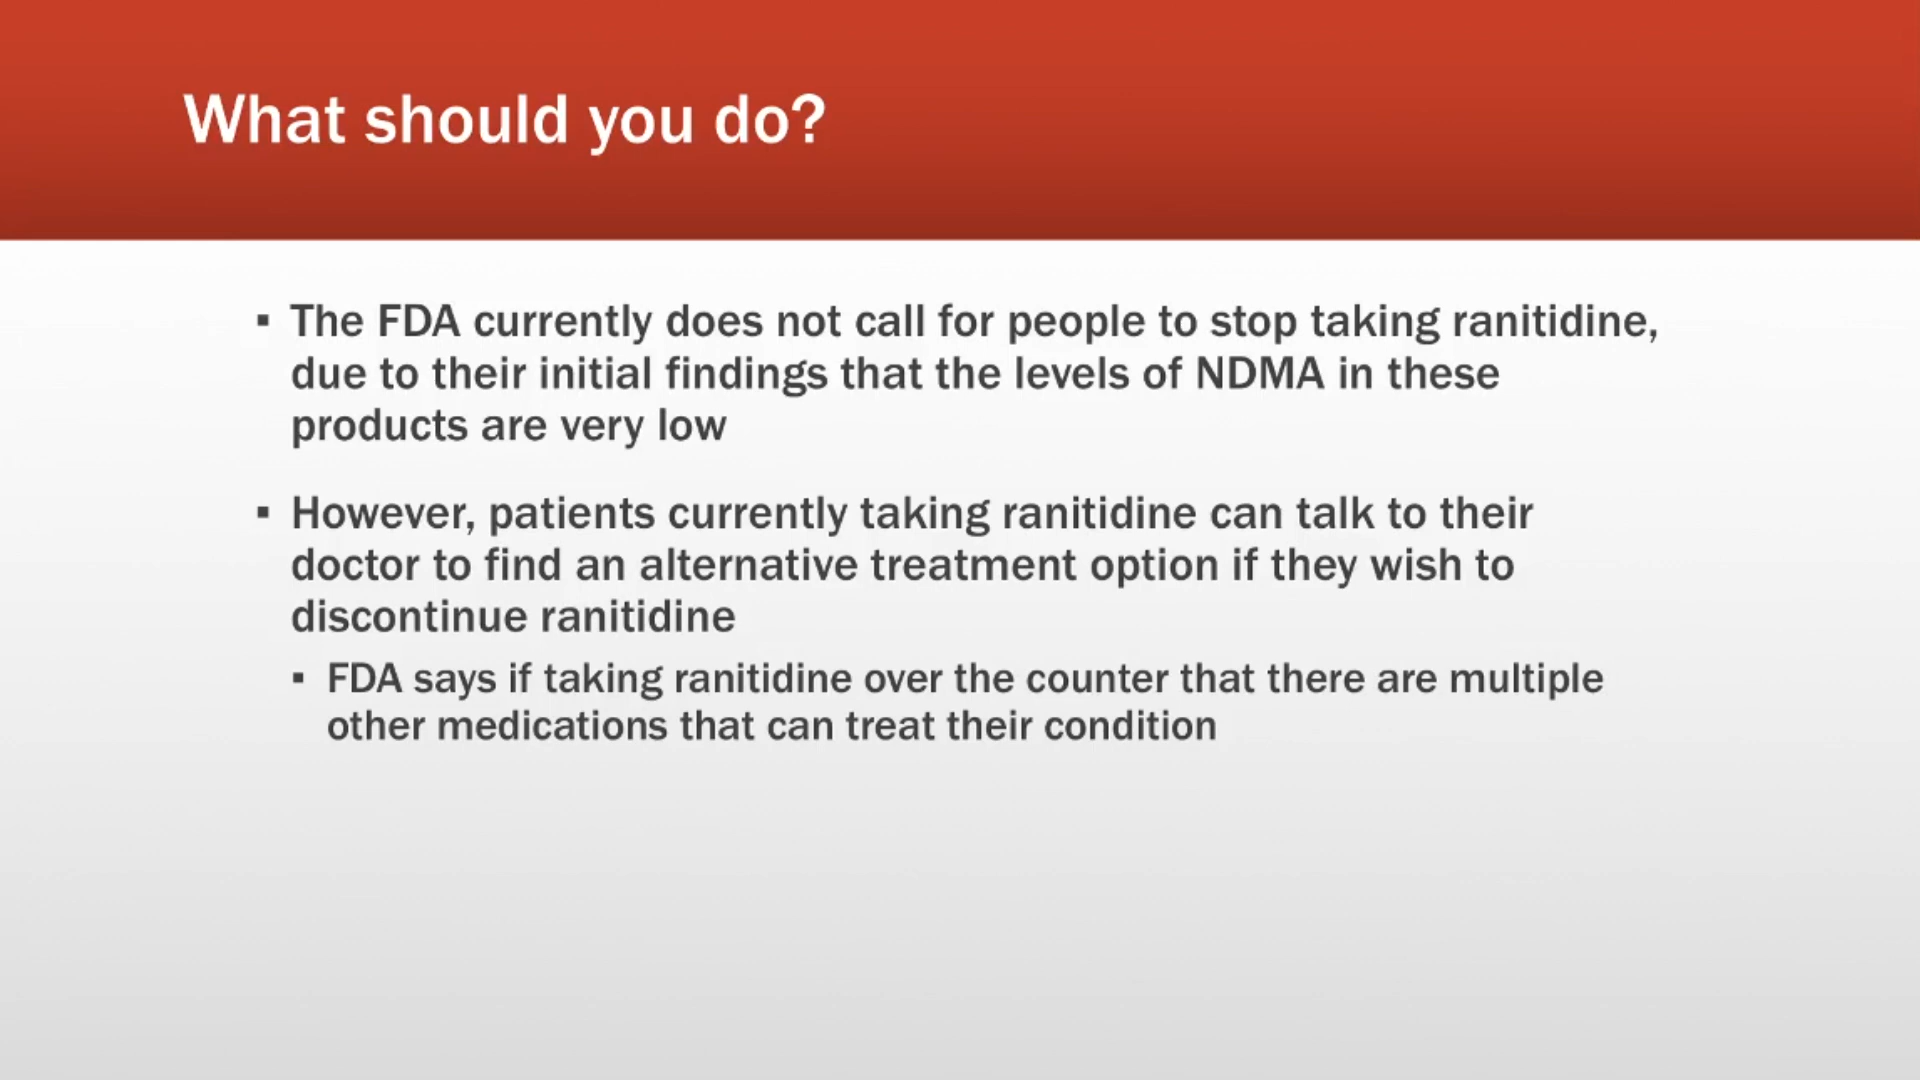 What should you do?
▪ The FDA currently does not call for people to stop taking ranitidine,
due to their initial findings that the levels of NDMA in these
products are very low
▪ However, patients currently taking ranitidine can talk to their
doctor to find an alternative treatment option if they wish to
discontinue ranitidine
▪ FDA says if taking ranitidine over the counter that there are multiple
other medications that can treat their condition